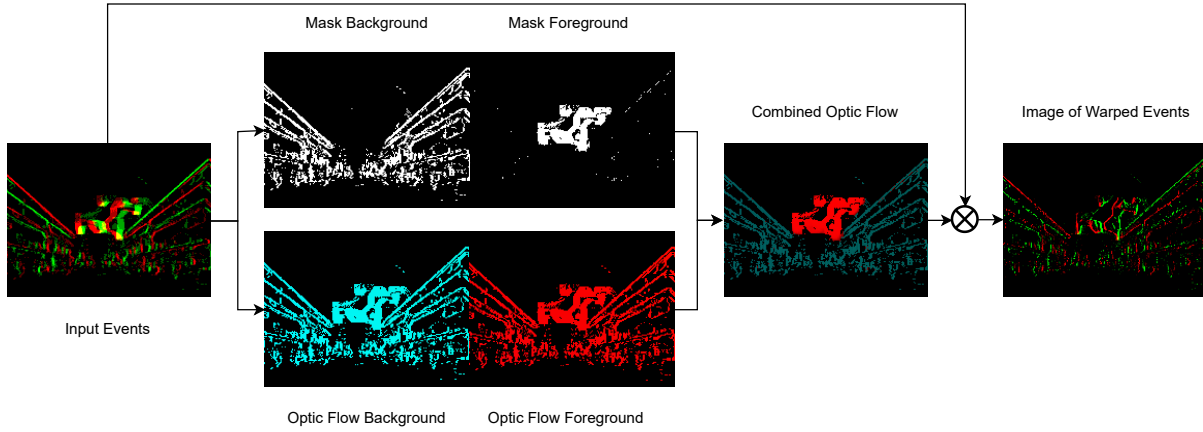 Mask Background
Mask Foreground
Combined Optic Flow
Image of Warped Events
Input Events
Optic Flow Background
Optic Flow Foreground